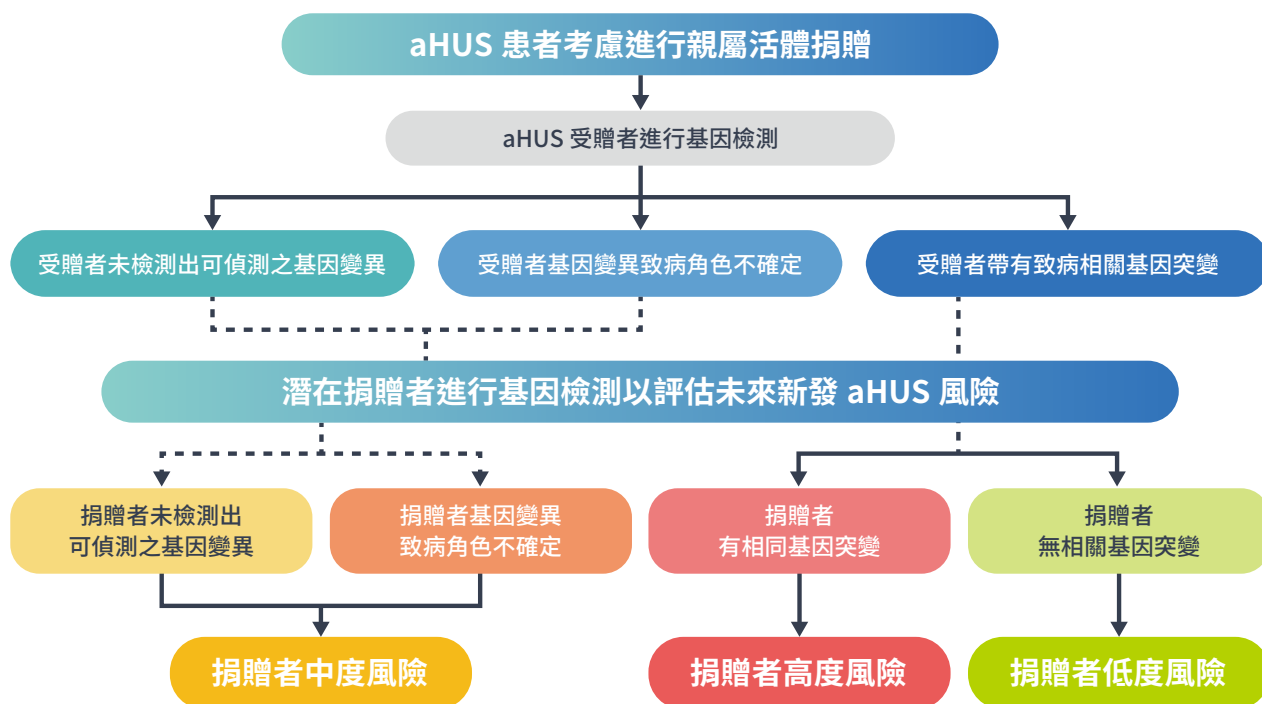 aHUS 患者考慮進行親屬活體捐贈
aHUS 受贈者進行基因檢測
受贈者未檢測出可偵測之基因變異
受贈者基因變異致病角色不確定
受贈者帶有致病相關基因突變
潛在捐贈者進行基因檢測以評估未來新發 aHUS 風險
捐贈者未檢測出
可偵測之基因變異
捐贈者基因變異
致病角色不確定
捐贈者
有相同基因突變
捐贈者
無相關基因突變
捐贈者中度風險
捐贈者高度風險
捐贈者低度風險